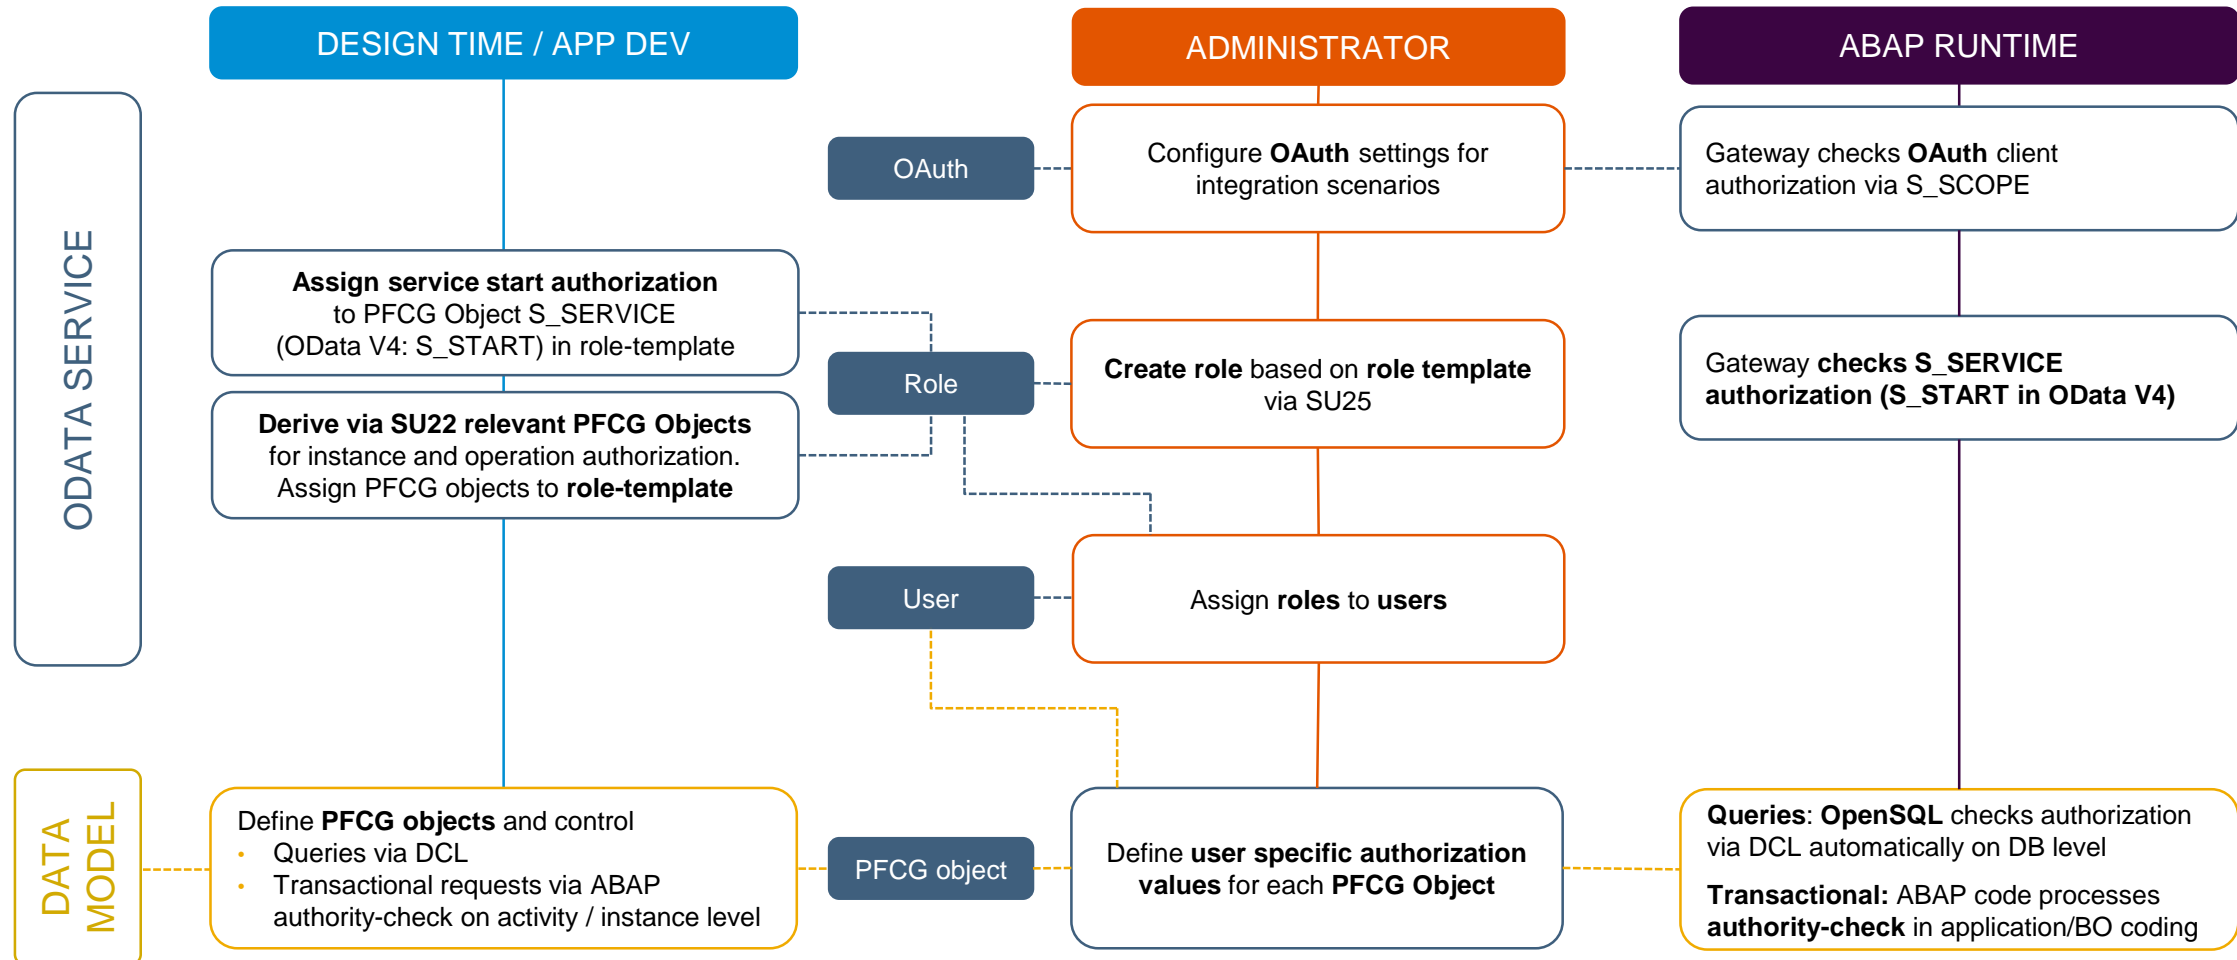 DESIGN TIME / APP DEV
ADMINISTRATOR
ABAP RUNTIME
ODATA SERVICE
OAuth
Configure OAuth settings for
integration scenarios
Gateway checks OAuth client
authorization via S_SCOPE
Assign service start authorization
to PFCG Object S_SERVICE
(OData V4: S_START) in role-template
Derive via SU22 relevant PFCG Objects
for instance and operation authorization.
Assign PFCG objects to role-template
Role
Create role based on role template
via SU25
Gateway checks S_SERVICE
authorization (S_START in OData V4)
User
Assign roles to users
DATA
MODEL
Define PFCG objects and control
• Queries via DCL
• Transactional requests via ABAP
authority-check on activity / instance level
PFCG object
Define user specific authorization
values for each PFCG Object
Queries: OpenSQL checks authorization
via DCL automatically on DB level
Transactional: ABAP code processes
authority-check in application/BO coding